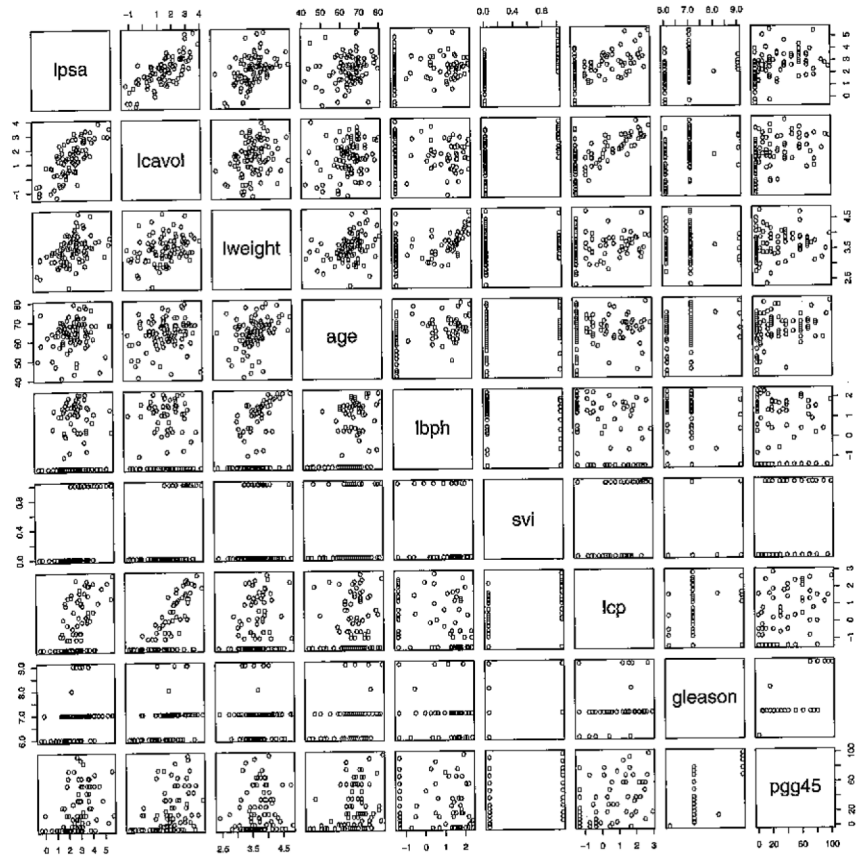 -1 1 2 3 4 40 50 60 70 80 0.0 0.4 0.8 6.0 7.0 8.0 9.0
lpsa
0 1 2 3 4 5
-1 1 2 3 4
lcavol
lweight
2.5 3.5 4.5
40 50 60 70 80
age
lbph
-1 0 1 2
0.0 0.4 0.8
svi
lcp
-1 0 1 2 3
6.0 7.0 8.0 9.0
gleason
pgg45
0 20 60 100
0 1 2 3 4 5 2.5 3.5 4.5 -1 0 1 2 -1 0 1 2 3 0 20 60 100